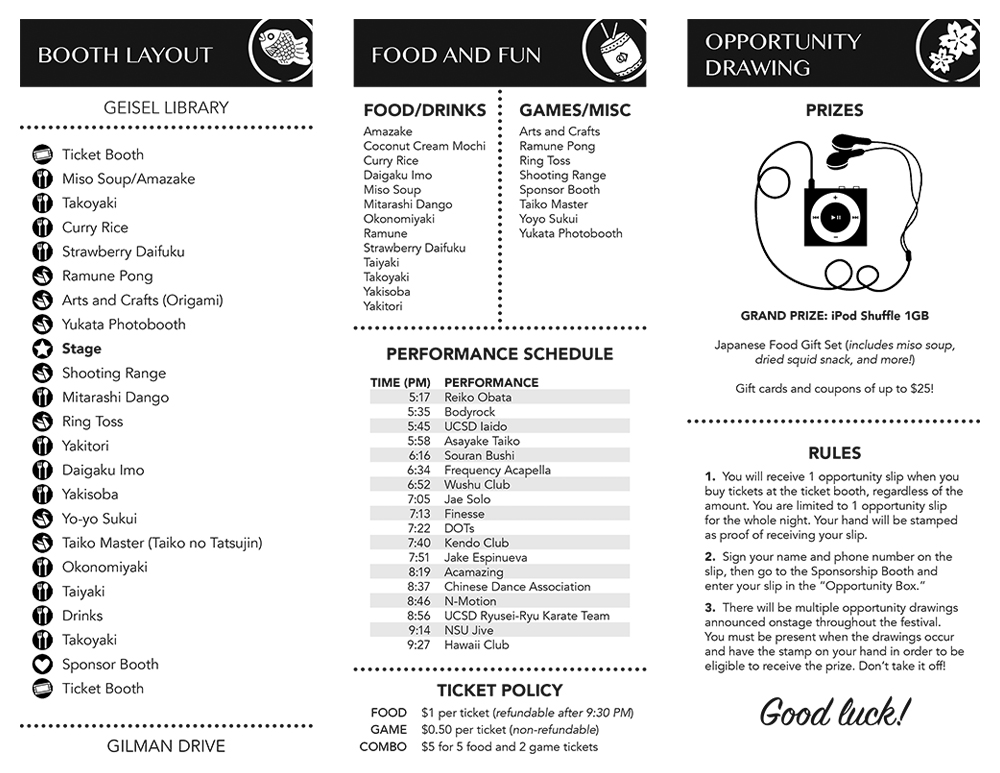 BOOTH LAYOUT
GEISEL LIBRARY
Ticket Booth
Miso Soup/Amazake
Takoyaki
Curry Rice
Strawberry Daifuku
Ramune Pong
Arts and Crafts (Origami)
Yukata Photobooth
Stage
Shooting Range
Mitarashi Dango
Ring Toss
Yakitori
Daigaku Imo
Yakisoba
Yo-yo Sukui
Taiko Master (Taiko no Tatsujin)
Okonomiyaki
Taiyaki
Drinks
Takoyaki
Sponsor Booth
Ticket Booth
GILMAN DRIVE
FOOD AND FUN
FOOD/DRINKS
Amazake
Coconut Cream Mochi
Curry Rice
Daigaku Imo
Miso Soup
Mitarashi Dango
Okonomiyaki
Ramune
Strawberry Daifuku
Taiyaki
Takoyaki
Yakisoba
Yakitori
GAMES/MISC
Arts and Crafts
Ramune Pong
Ring Toss
Shooting Range
Sponsor Booth
Taiko Master
Yoyo Sukui
Yukata Photobooth
PERFORMANCE SCHEDULE
TIME (PM) PERFORMANCE
5:17 Reiko Obata
5:35 Bodyrock
5:45 UCSD Iaido
5:58 Asayake Taiko
6:16 Souran Bushi
6:34 Frequency Acapella
6:52 Wushu Club
7:05 Jae Solo
7:13 Finesse
7:22 DOTs
7:40 Kendo Club
7:51 Jake Espinueva
8:19 Acamazing
8:37 Chinese Dance Association
8:46 N-Motion
8:56 UCSD Ryusei-Ryu Karate Team
9:14 NSU Jive
9:27 Hawaii Club
TICKET POLICY
FOOD $1 per ticket (refundable after 9:30 PM)
GAME $0.50 per ticket (non-refundable)
COMBO $5 for 5 food and 2 game tickets
OPPORTUNITY
DRAWING
PRIZES
GRAND PRIZE: iPod Shuffle 1GB
Japanese Food Gift Set (includes miso soup,
dried squid snack, and more!)
Gift cards and coupons of up to $25!
RULES
1. You will receive 1 opportunity slip when you
buy tickets at the ticket booth, regardless of the
amount. You are limited to 1 opportunity slip
for the whole night. Your hand will be stamped
as proof of receiving your slip.
2. Sign your name and phone number on the
slip, then go to the Sponsorship Booth and
enter your slip in the “Opportunity Box.”
3. There will be multiple opportunity drawings
announced onstage throughout the festival.
You must be present when the drawings occur
and have the stamp on your hand in order to be
eligible to receive the prize. Don’t take it off!
Good luck!